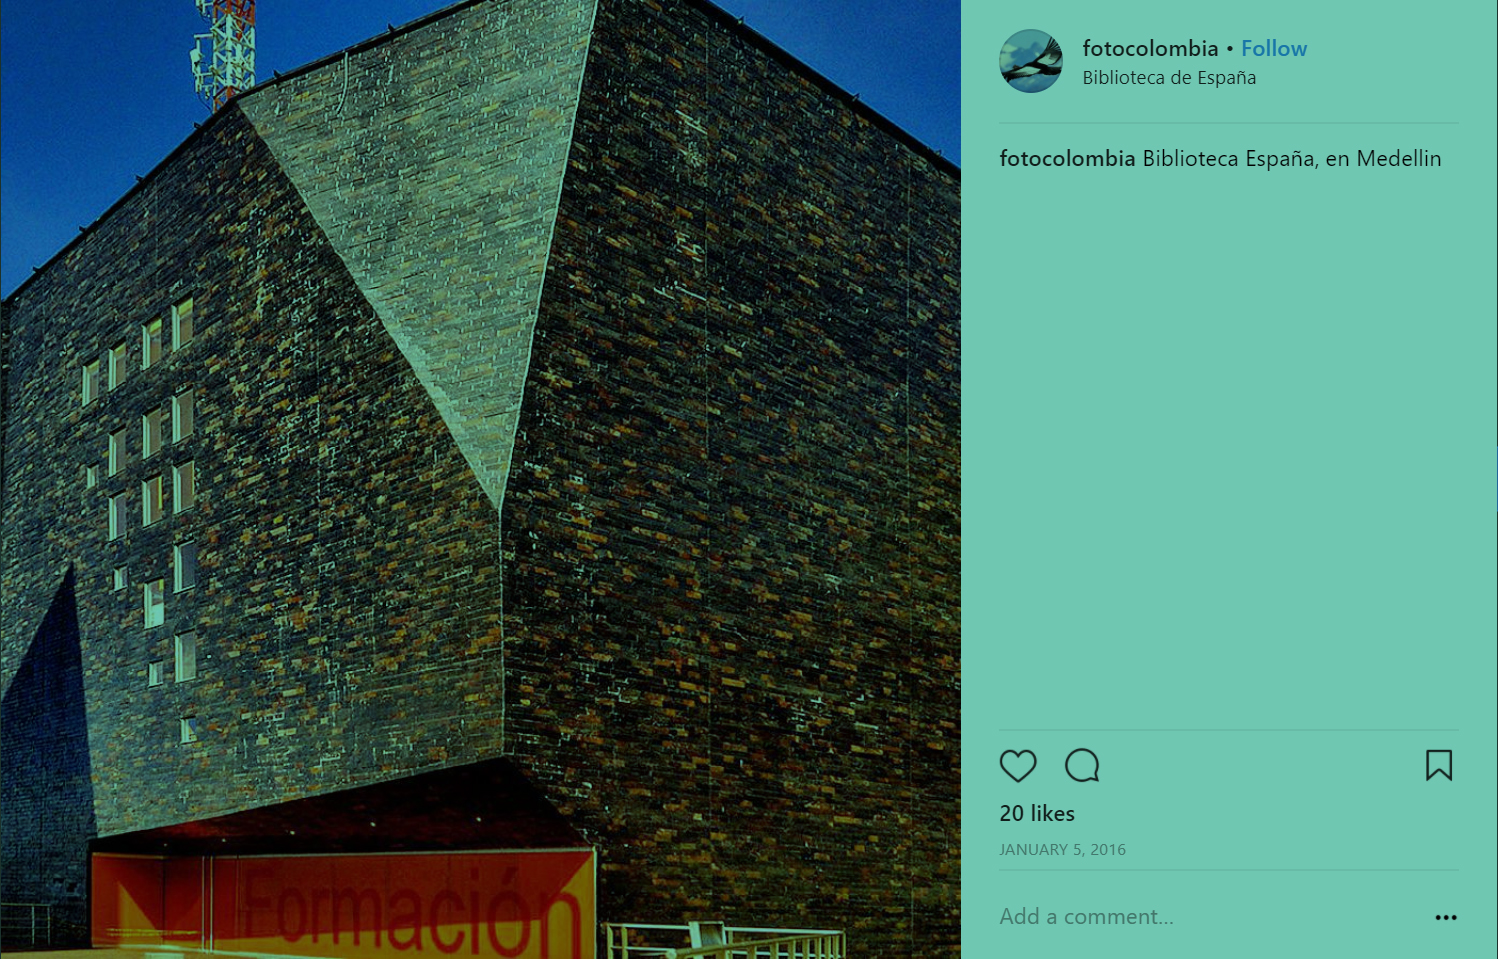 fotocolombia • Follow
Biblioteca de España
fotocolombia Biblioteca España, en Medellin
20 likes
JANUARY 5, 2016
Add a comment...
Formación